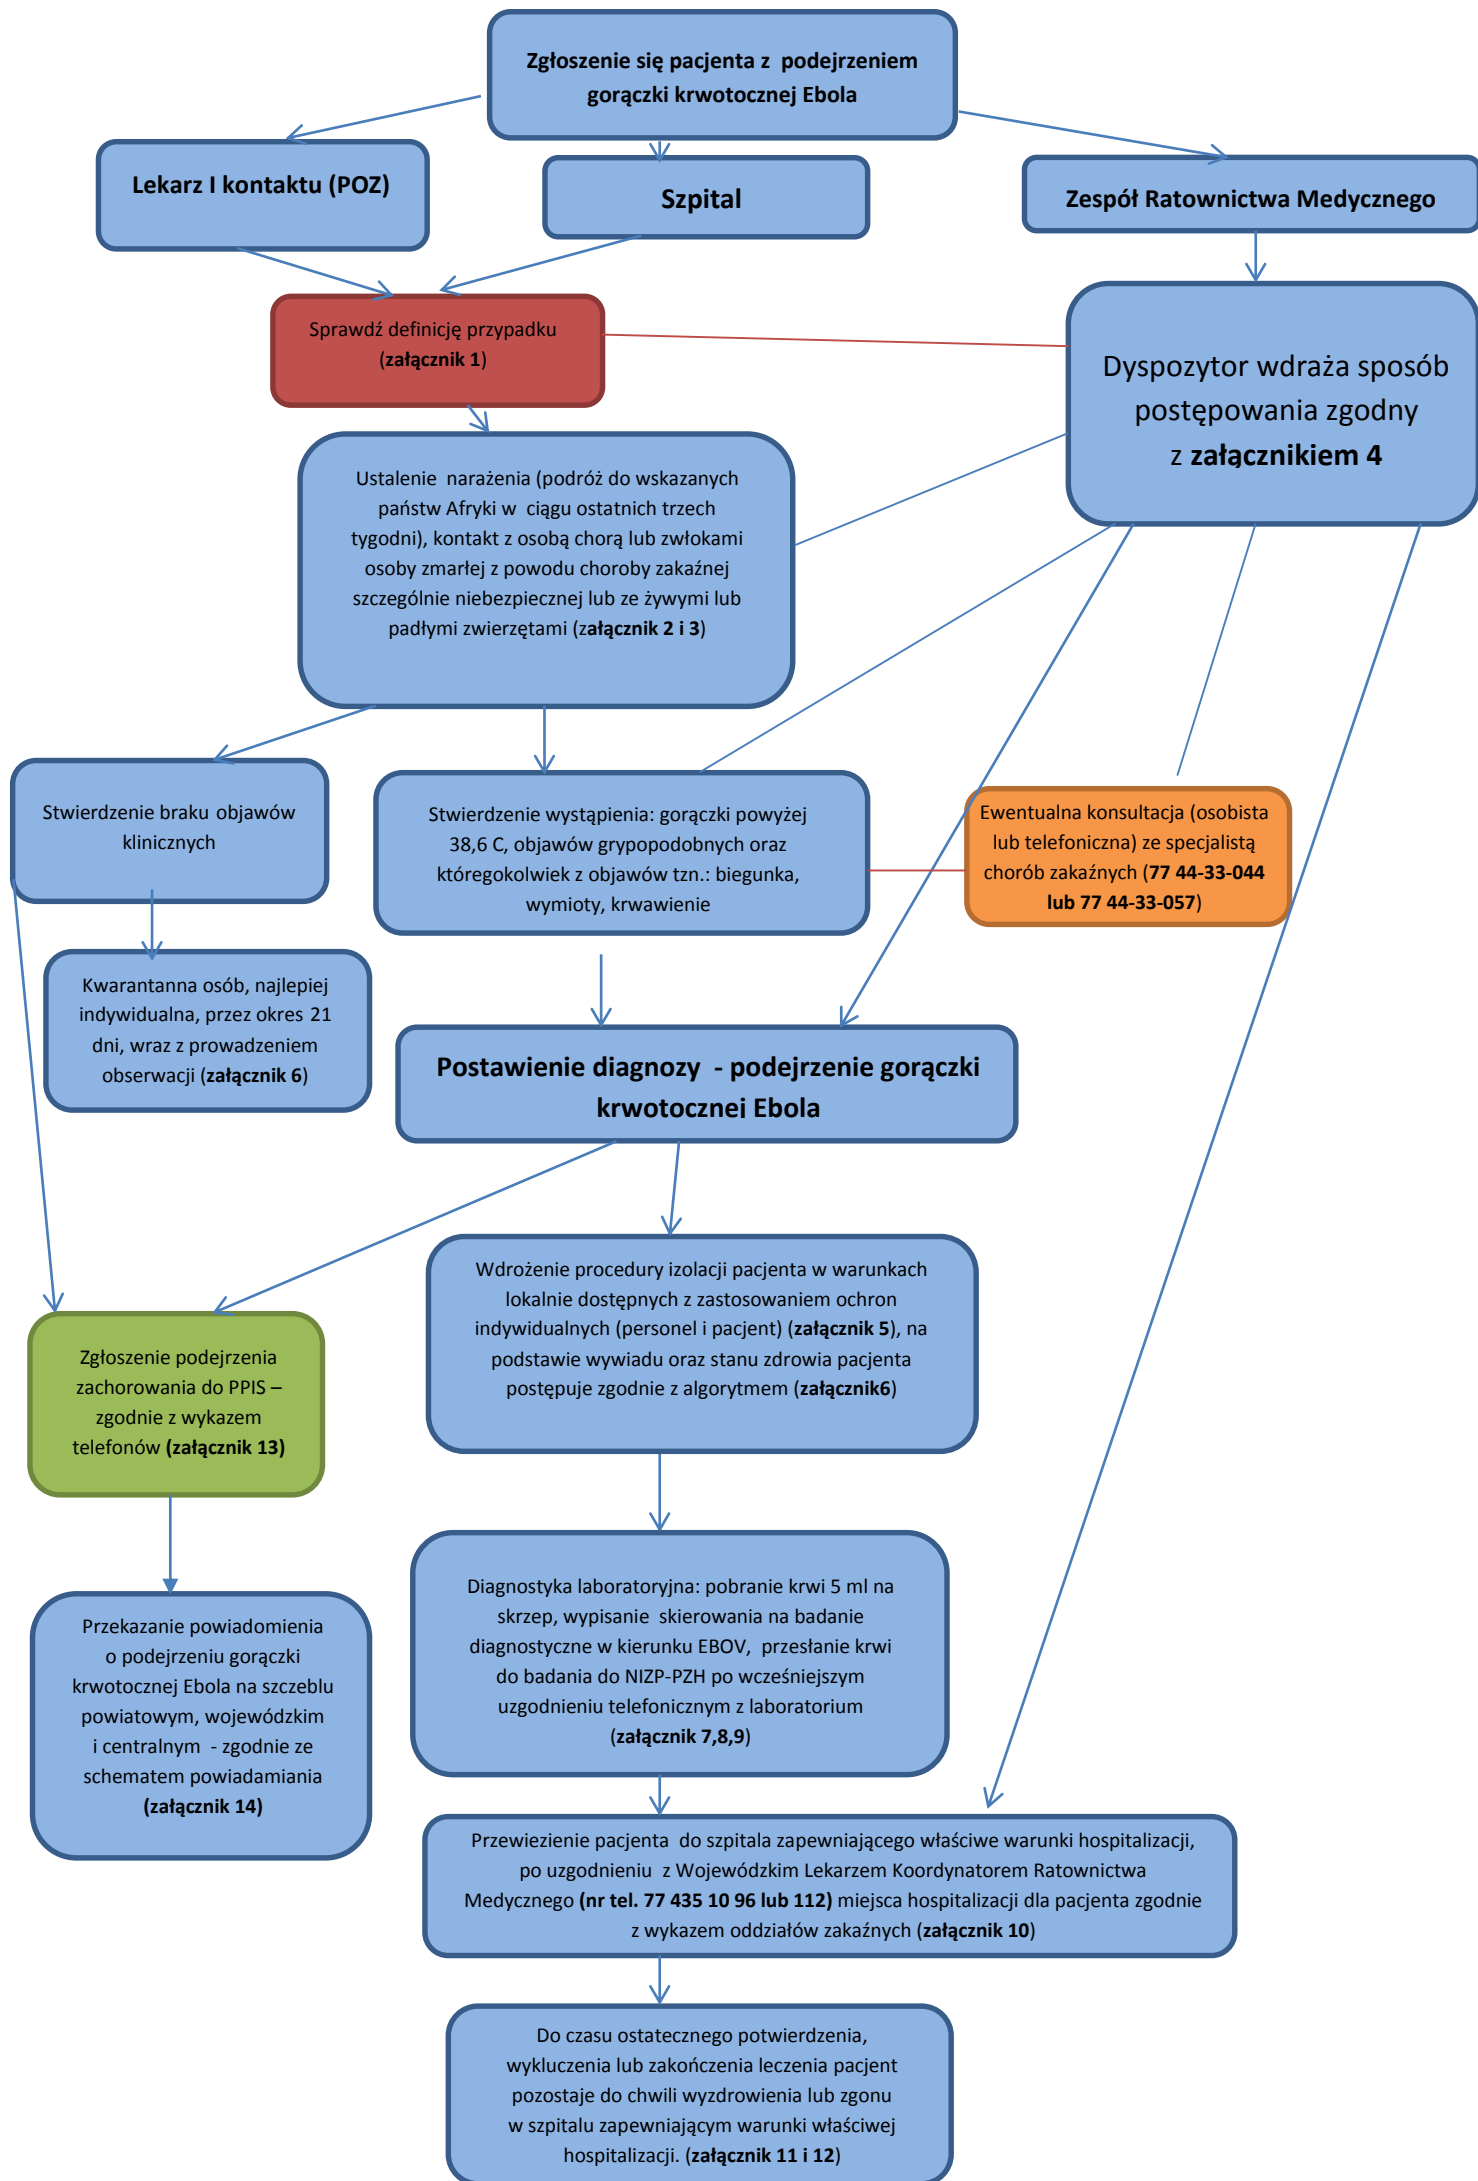 Zgłoszenie się pacjenta z podejrzeniem
gorączki krwotocznej Ebola
Lekarz I kontaktu (POZ)
Szpital
Zespół Ratownictwa Medycznego
Sprawdź definicję przypadku
(załącznik 1)
Dyspozytor wdraża sposób
postępowania zgodny
z załącznikiem 4
Ustalenie narażenia (podróż do wskazanych
państw Afryki w ciągu ostatnich trzech
tygodni), kontakt z osobą chorą lub zwłokami
osoby zmarłej z powodu choroby zakaźnej
szczególnie niebezpiecznej lub ze żywymi lub
padłymi zwierzętami (załącznik 2 i 3)
Stwierdzenie braku objawów
klinicznych
Stwierdzenie wystąpienia: gorączki powyżej
38,6 C, objawów grypopodobnych oraz
któregokolwiek z objawów tzn.: biegunka,
wymioty, krwawienie
Ewentualna konsultacja (osobista
lub telefoniczna) ze specjalistą
chorób zakaźnych (77 44-33-044
lub 77 44-33-057)
Kwarantanna osób, najlepiej
indywidualna, przez okres 21
dni, wraz z prowadzeniem
obserwacji (załącznik 6)
Postawienie diagnozy - podejrzenie gorączki
krwotocznej Ebola
Wdrożenie procedury izolacji pacjenta w warunkach
lokalnie dostępnych z zastosowaniem ochron
indywidualnych (personel i pacjent) (załącznik 5), na
podstawie wywiadu oraz stanu zdrowia pacjenta
postępuje zgodnie z algorytmem (załącznik6)
Zgłoszenie podejrzenia
zachorowania do PPIS –
zgodnie z wykazem
telefonów (załącznik 13)
Diagnostyka laboratoryjna: pobranie krwi 5 ml na
skrzep, wypisanie skierowania na badanie
diagnostyczne w kierunku EBOV, przesłanie krwi
do badania do NIZP-PZH po wcześniejszym
uzgodnieniu telefonicznym z laboratorium
(załącznik 7,8,9)
Przekazanie powiadomienia
o podejrzeniu gorączki
krwotocznej Ebola na szczeblu
powiatowym, wojewódzkim
i centralnym - zgodnie ze
schematem powiadamiania
(załącznik 14)
Przewiezienie pacjenta do szpitala zapewniającego właściwe warunki hospitalizacji,
po uzgodnieniu z Wojewódzkim Lekarzem Koordynatorem Ratownictwa
Medycznego (nr tel. 77 435 10 96 lub 112) miejsca hospitalizacji dla pacjenta zgodnie
z wykazem oddziałów zakaźnych (załącznik 10)
Do czasu ostatecznego potwierdzenia,
wykluczenia lub zakończenia leczenia pacjent
pozostaje do chwili wyzdrowienia lub zgonu
w szpitalu zapewniającym warunki właściwej
hospitalizacji. (załącznik 11 i 12)